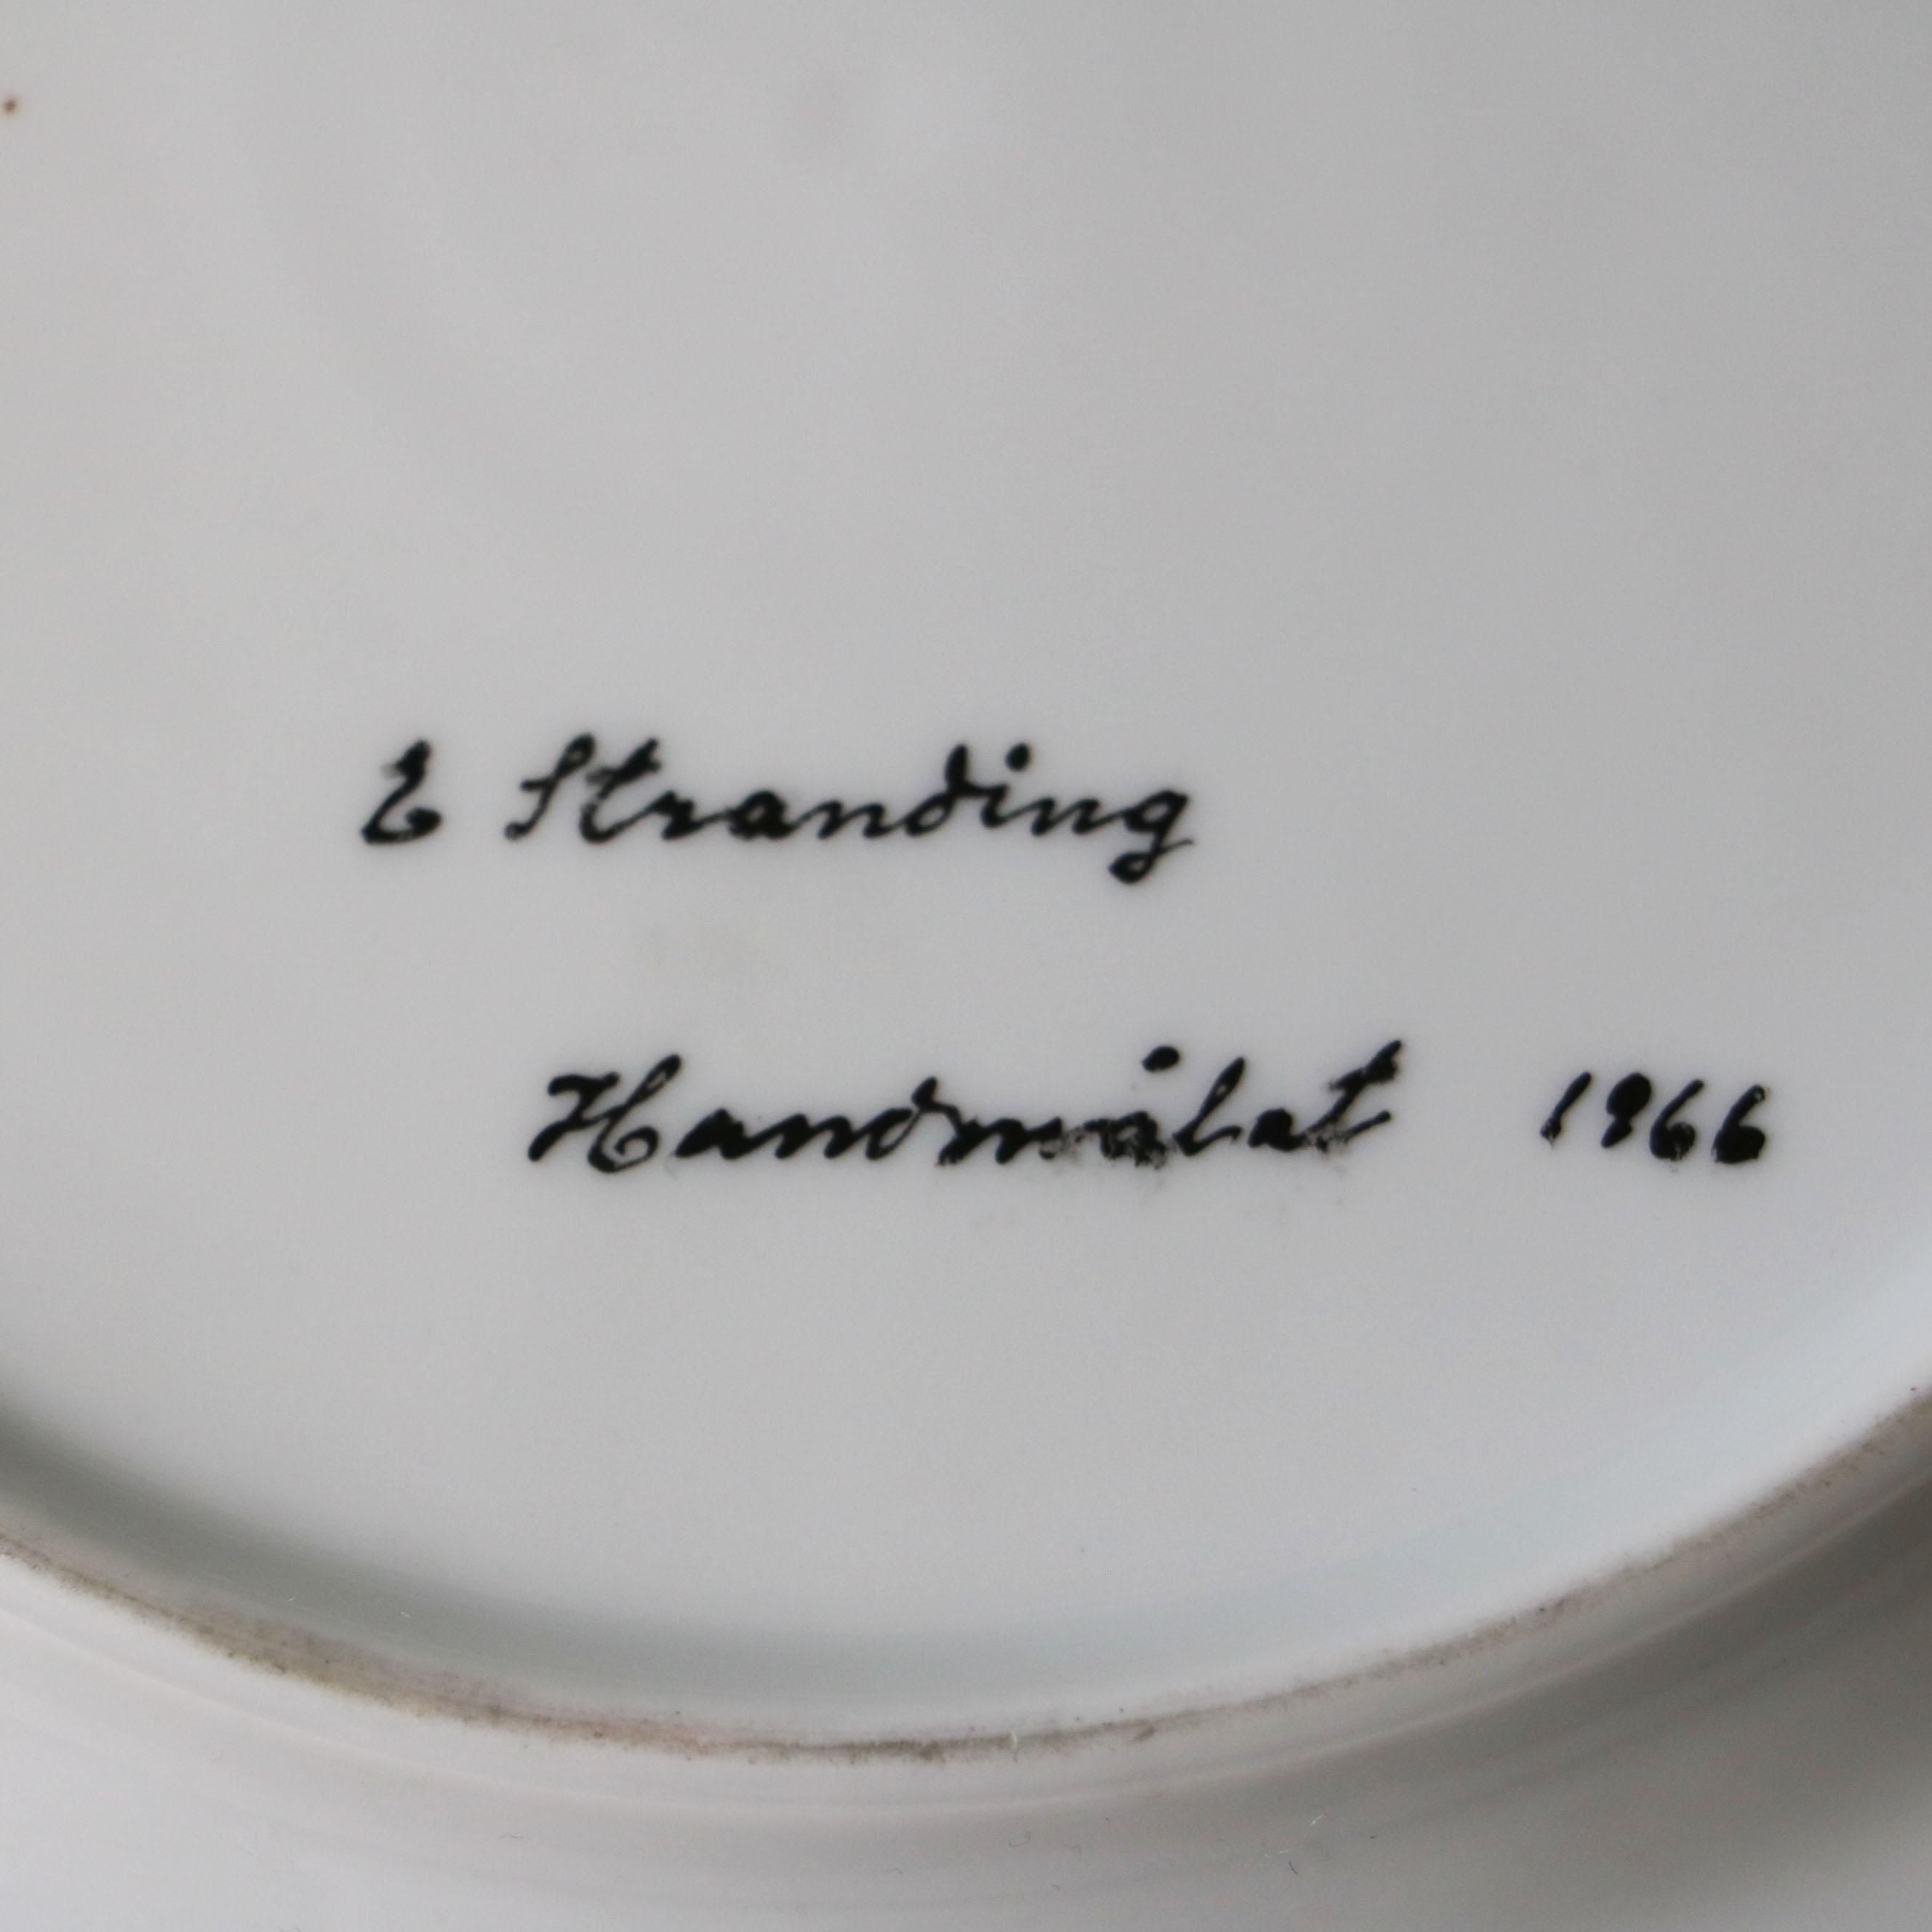 E Stranding
Handmålat 1966